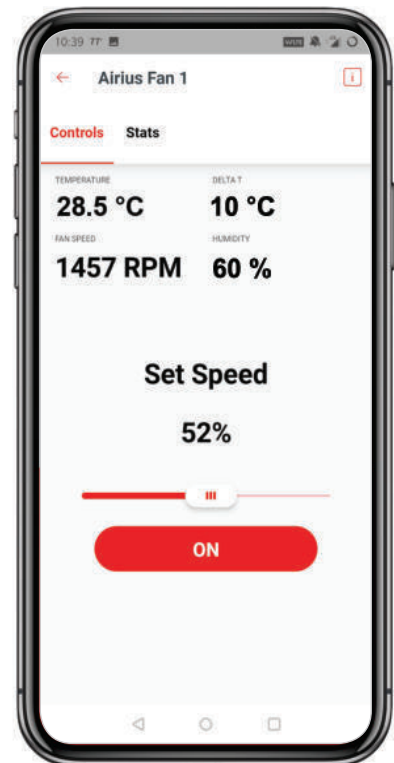 10:39 77°
Airius Fan 1
i
Controls Stats
TEMPERATURE DELTA T
28.5 °C 10 °C
FAN SPEED HUMIDITY
1457 RPM 60 %
Set Speed
52%
ON